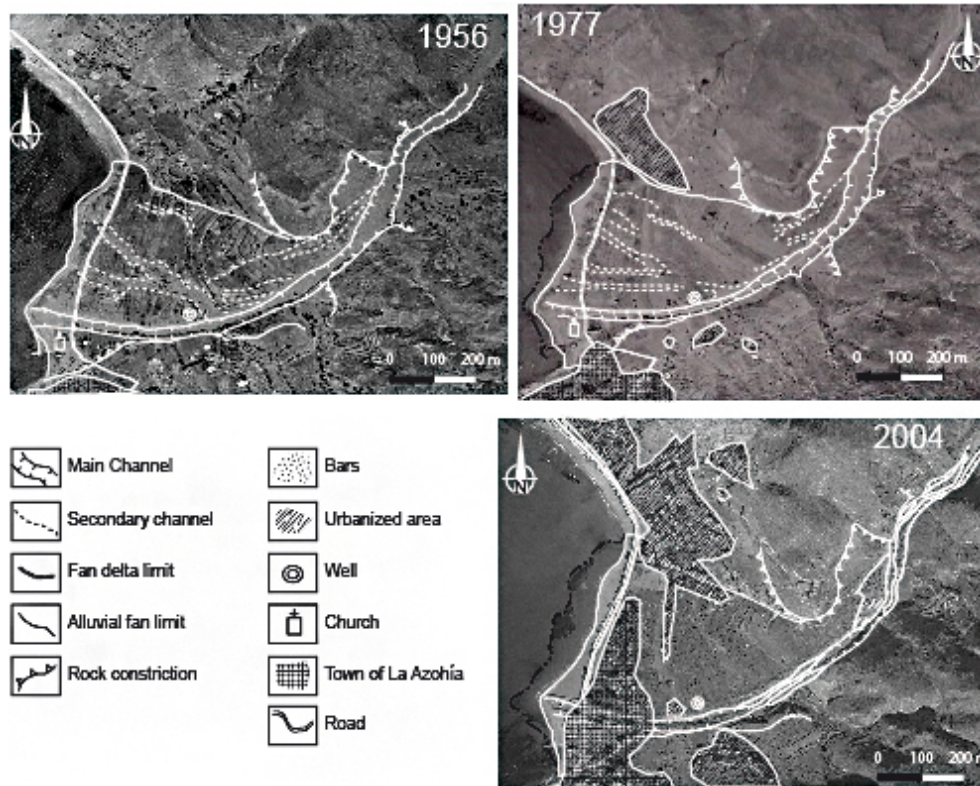 1956
N
0 100 200 m
1977
N
0 100 200 m
Main Channel
Secondary channel
Fan delta limit
Alluvial fan limit
Rock constriction
Bars
Urbanized area
Well
Church
Town of La Azohía
Road
2004
N
0 100 200 m